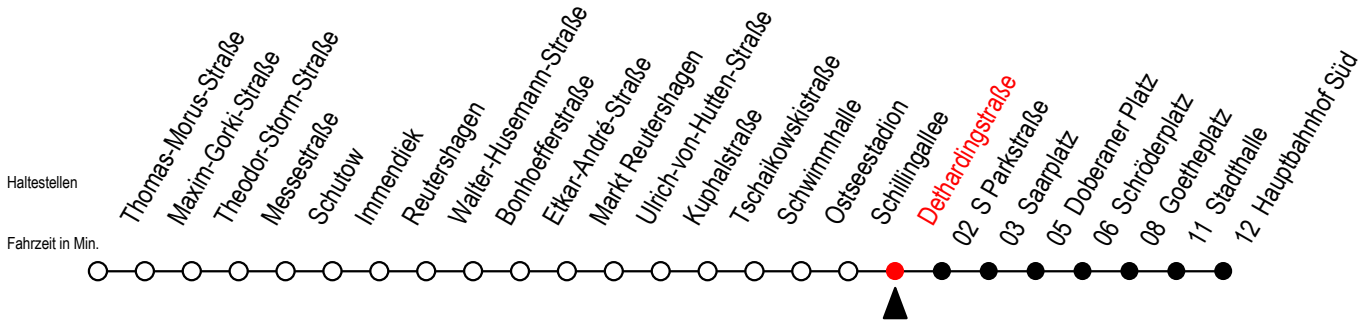 Haltestellen
Fahrzeit in Min.
Thomas-Morus-Straße
Maxim-Gorki-Straße
Theodor-Storm-Straße
Messestraße
Schutow
Immendiek
Reutershagen
Walter-Husemann-Straße
Bonhoefferstraße
Etkar-André-Straße
Markt Reutershagen
Ulrich-von-Hutten-Straße
Kuphalstraße
Tschaikowskistraße
Schwimmhalle
Ostseestadion
Schillingallee
Dethardingstraße
02 S Parkstraße
03 Saarplatz
05 Doberaner Platz
06 Schröderplatz
08 Goetheplatz
11 Stadthalle
12 Hauptbahnhof Süd